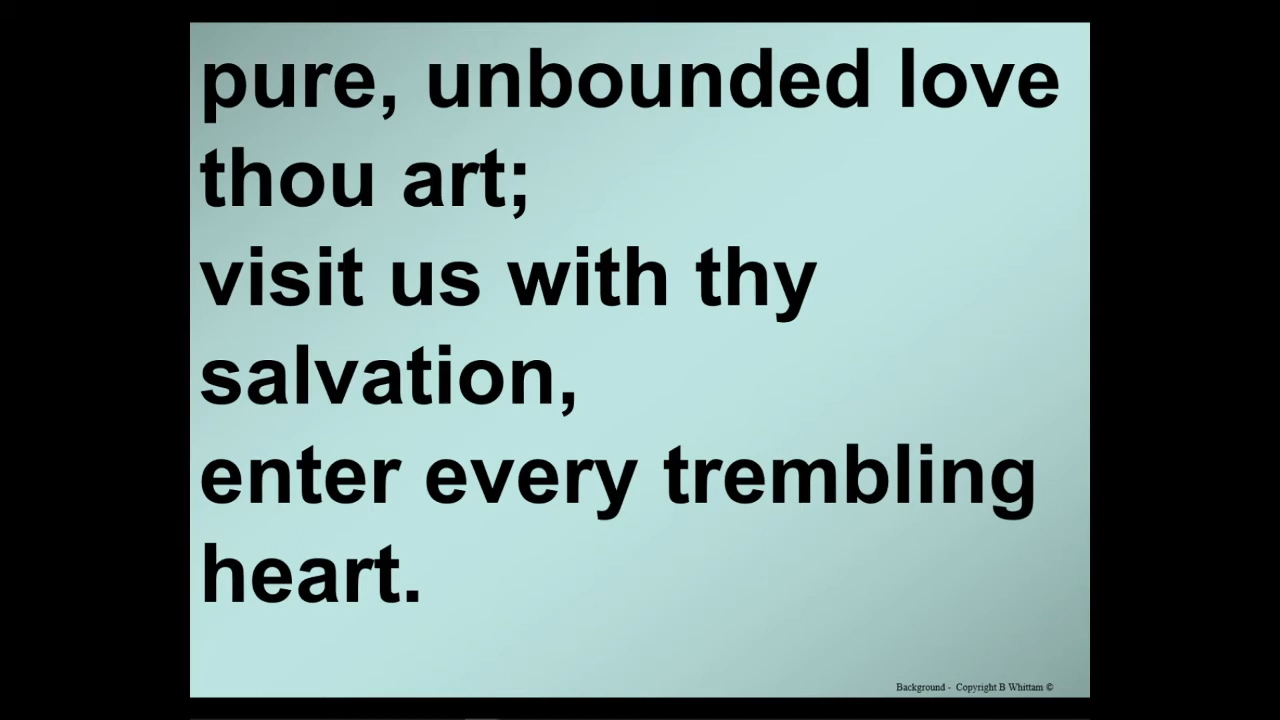 pure, unbounded love
thou art;
visit us with thy
salvation,
enter every trembling
heart.
Background - Copyright B Whittam ©